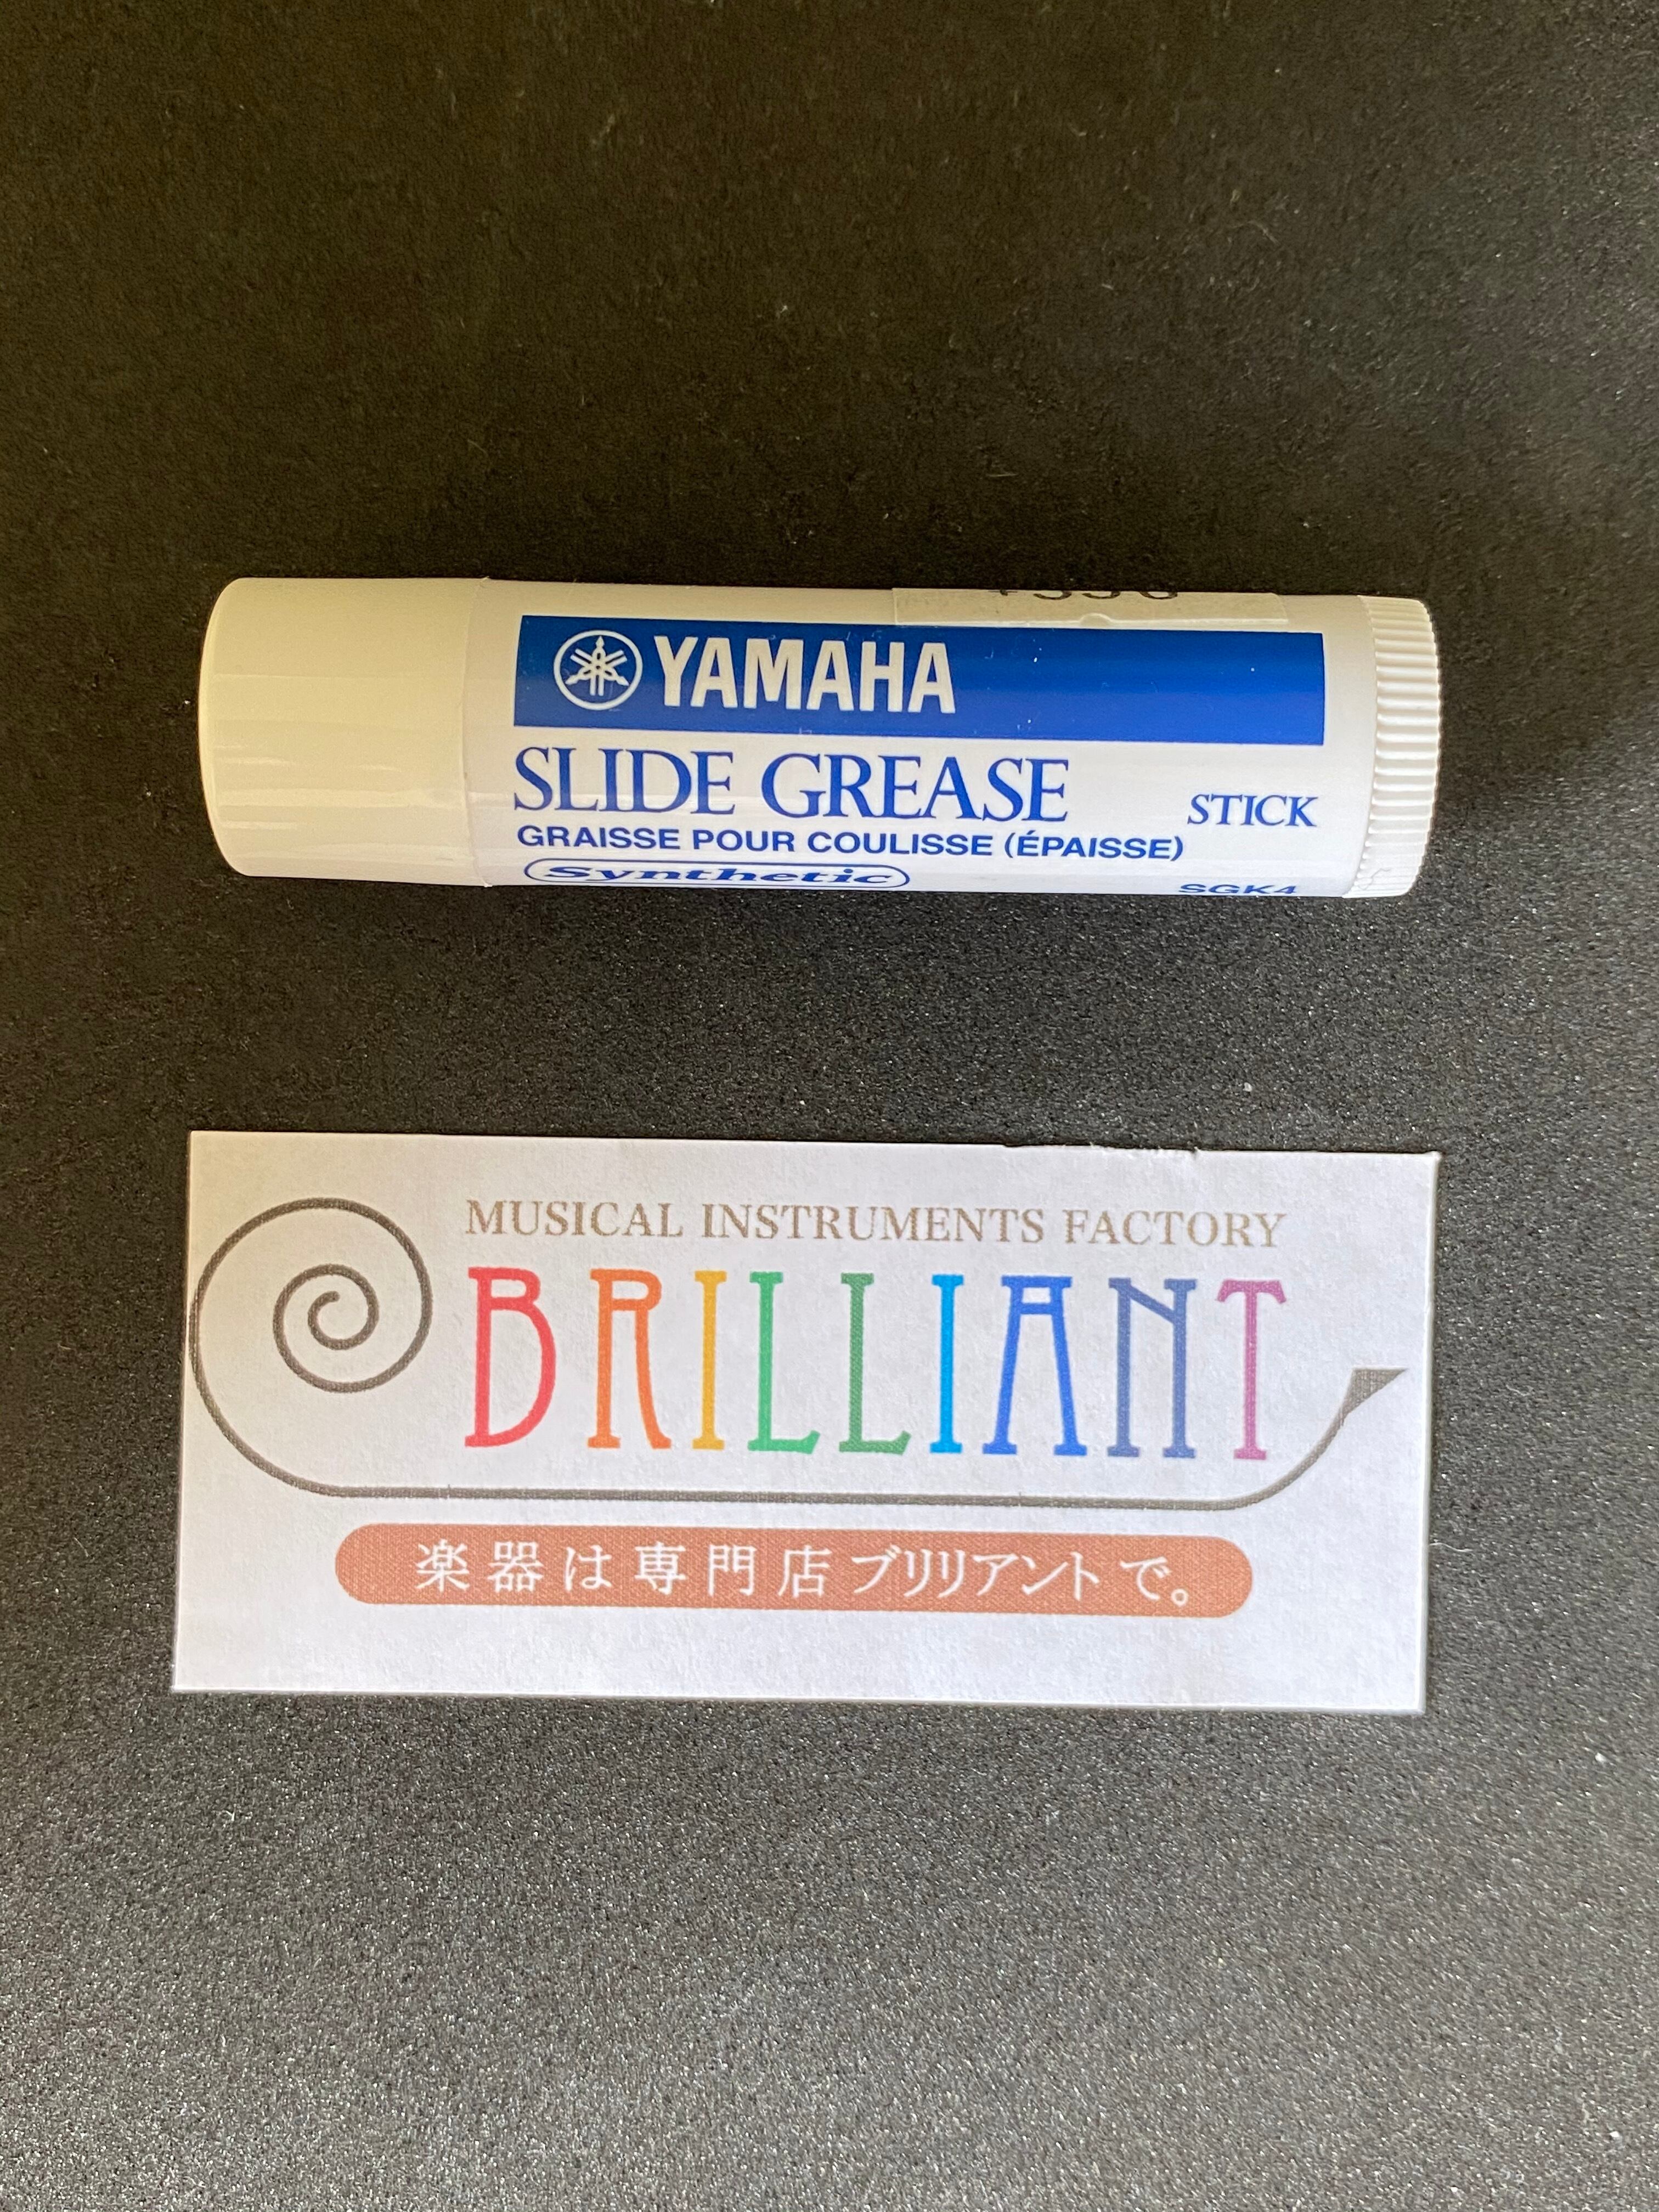 YAMAHA
SLIDE GREASE
STICK
GRAISSE POUR COULISSE (ÉPAISSE)
Synthetic
SGK4
MUSICAL INSTRUMENTS FACTORY
BRILLIANT
楽器は専門店ブリリアントで。